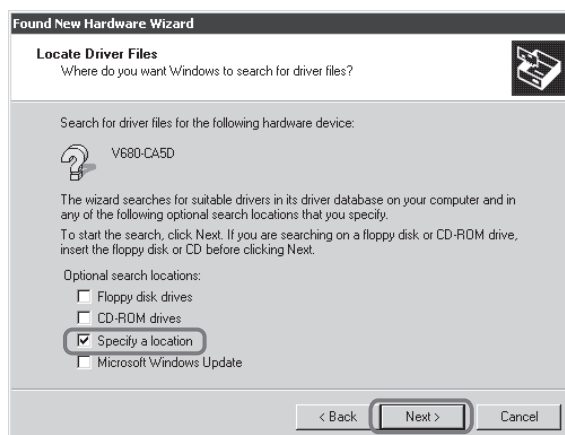 Found New Hardware Wizard
Locate Driver Files
Where do you want Windows to search for driver files?
Search for driver files for the following hardware device:
V680-CA5D
The wizard searches for suitable drivers in its driver database on your computer and in
any of the following optional search locations that you specify.
To start the search, click Next. If you are searching on a floppy disk or CD-ROM drive,
insert the floppy disk or CD before clicking Next.
Optional search locations:
Floppy disk drives
CD-ROM drives
Specify a location
Microsoft Windows Update
< Back Next > Cancel